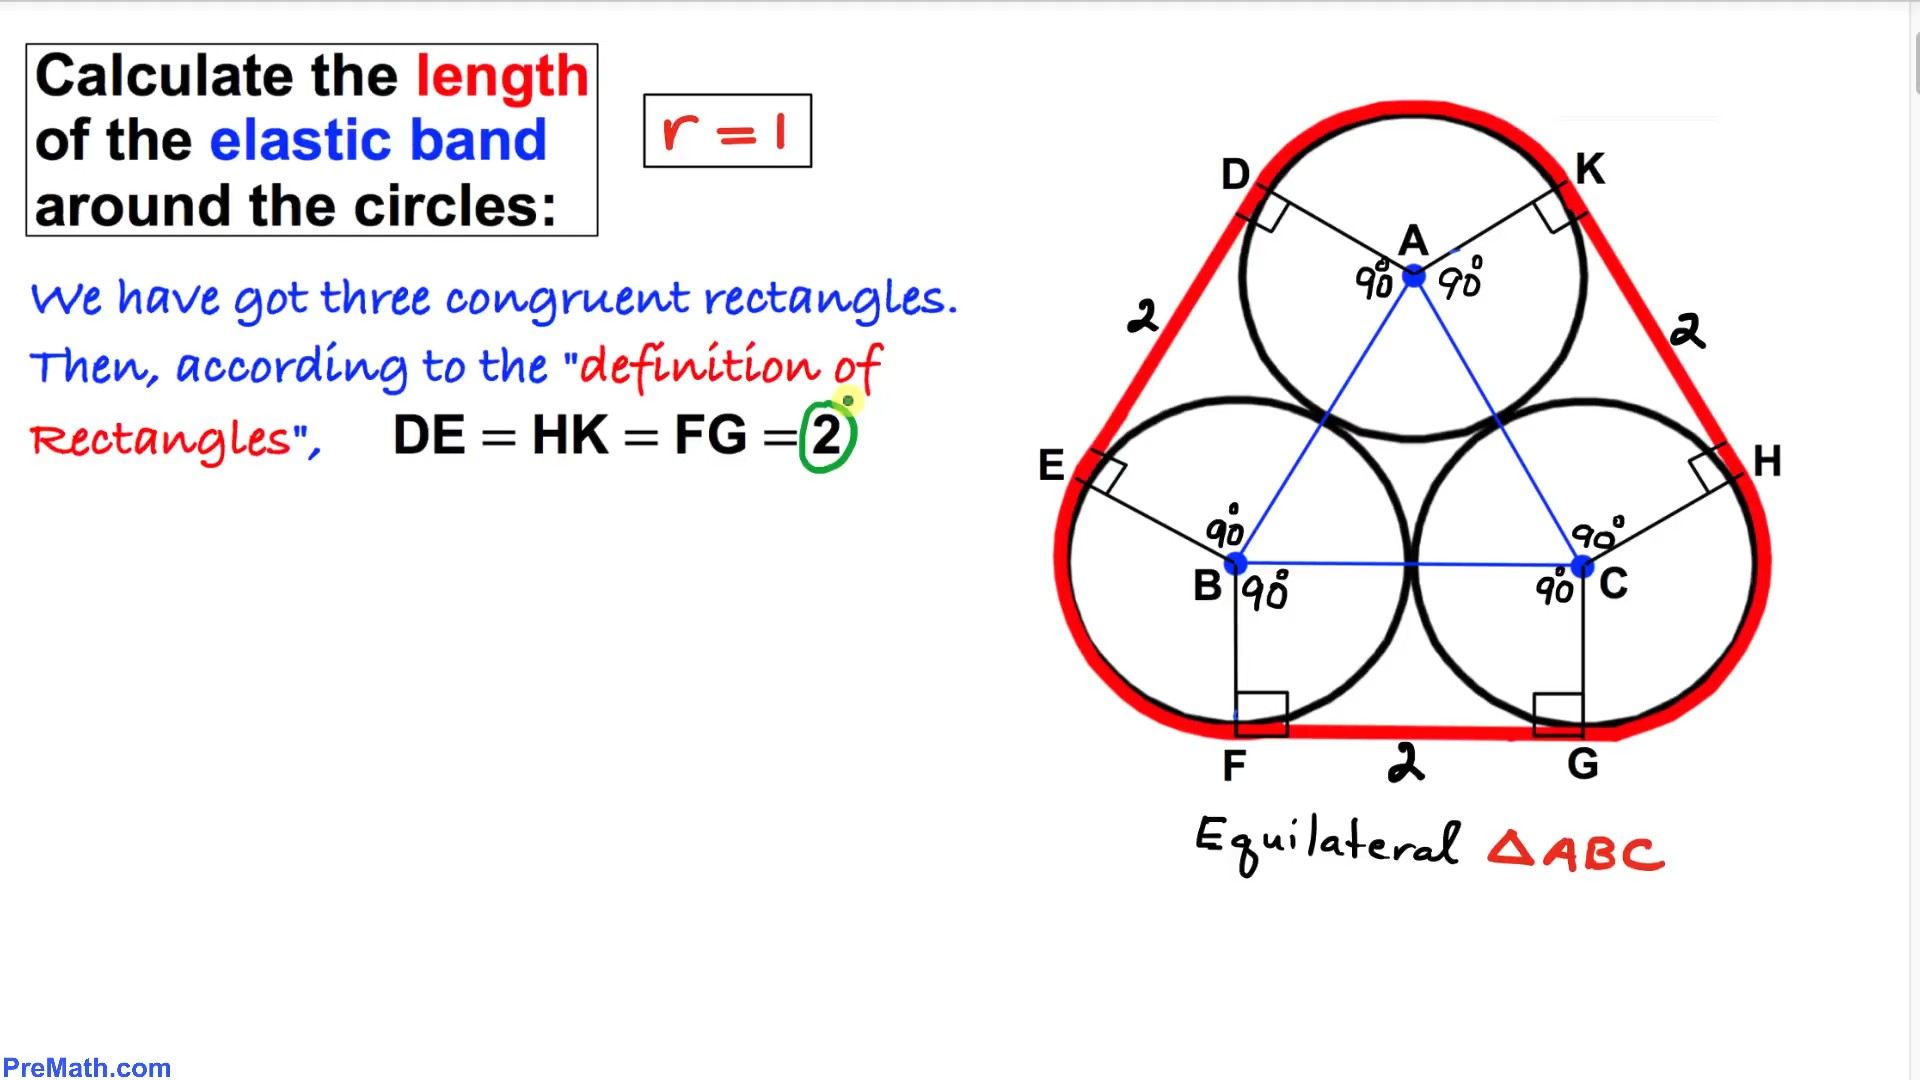 Calculate the length
of the elastic band
around the circles:
r = 1
We have got three congruent rectangles.
Then, according to the "definition of
Rectangles", DE = HK = FG = 2
D
K
A
90°
90°
2
2
E
H
90°
90°
B
90°
90°
C
F
2
G
Equilateral △ABC
PreMath.com